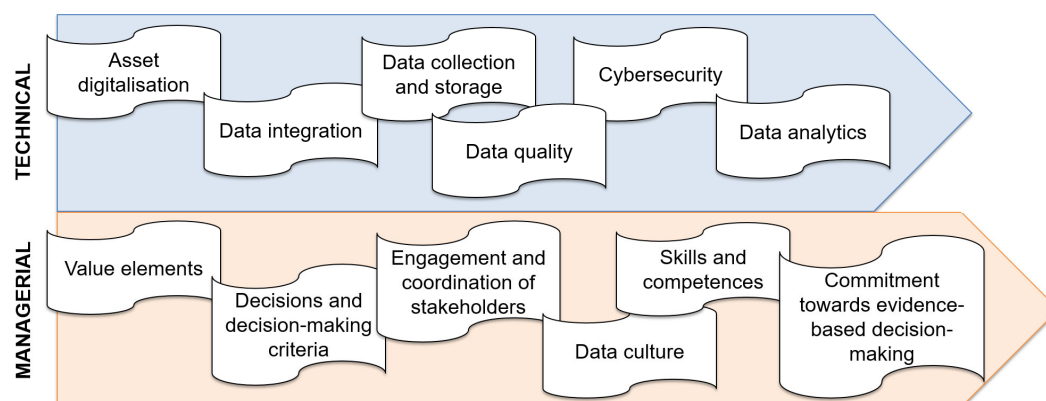 TECHNICAL
Asset
digitalisation
Data integration
Data collection
and storage
Data quality
Cybersecurity
Data analytics
MANAGERIAL
Value elements
Decisions and
decision-making
criteria
Engagement and
coordination of
stakeholders
Data culture
Skills and
competences
Commitment
towards evidence-
based decision-
making